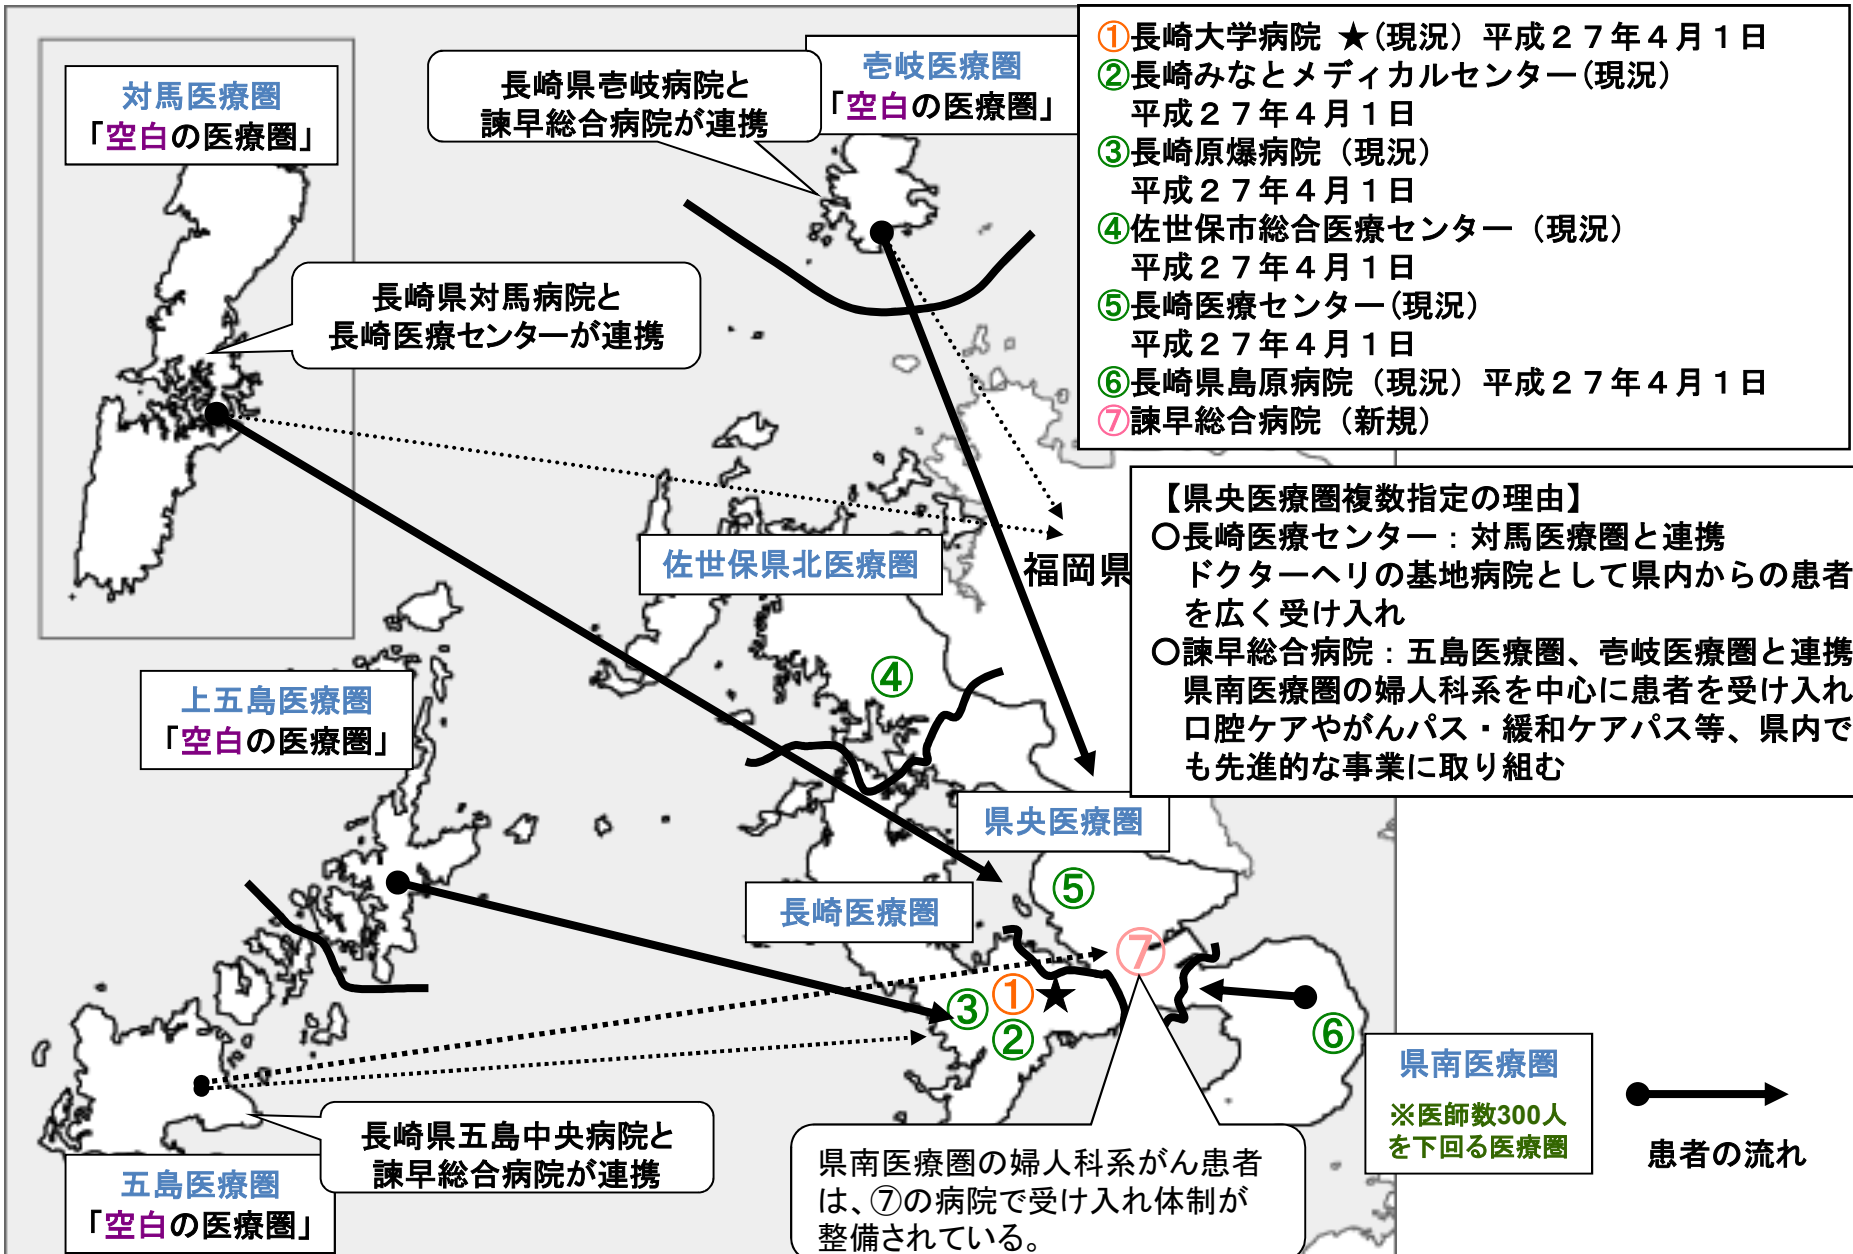 ①長崎大学病院 ★(現況) 平成27年4月1日
②長崎みなとメディカルセンター(現況)
平成27年4月1日
③長崎原爆病院(現況)
平成27年4月1日
④佐世保市総合医療センター(現況)
平成27年4月1日
⑤長崎医療センター(現況)
平成27年4月1日
⑥長崎県島原病院(現況) 平成27年4月1日
⑦諫早総合病院(新規)
対馬医療圏
「空白の医療圏」
長崎県壱岐病院と
諫早総合病院が連携
壱岐医療圏
「空白の医療圏」
長崎県対馬病院と
長崎医療センターが連携
【県央医療圏複数指定の理由】
○長崎医療センター:対馬医療圏と連携
ドクターヘリの基地病院として県内からの患者
を広く受け入れ
○諫早総合病院:五島医療圏、壱岐医療圏と連携
県南医療圏の婦人科系を中心に患者を受け入れ
口腔ケアやがんパス・緩和ケアパス等、県内で
も先進的な事業に取り組む
佐世保県北医療圏
福岡県
④
上五島医療圏
「空白の医療圏」
県央医療圏
⑤
長崎医療圏
⑦
①★
③
②
⑥
県南医療圏
※医師数300人
を下回る医療圏
患者の流れ
長崎県五島中央病院と
諫早総合病院が連携
五島医療圏
「空白の医療圏」
県南医療圏の婦人科系がん患者
は、⑦の病院で受け入れ体制が
整備されている。